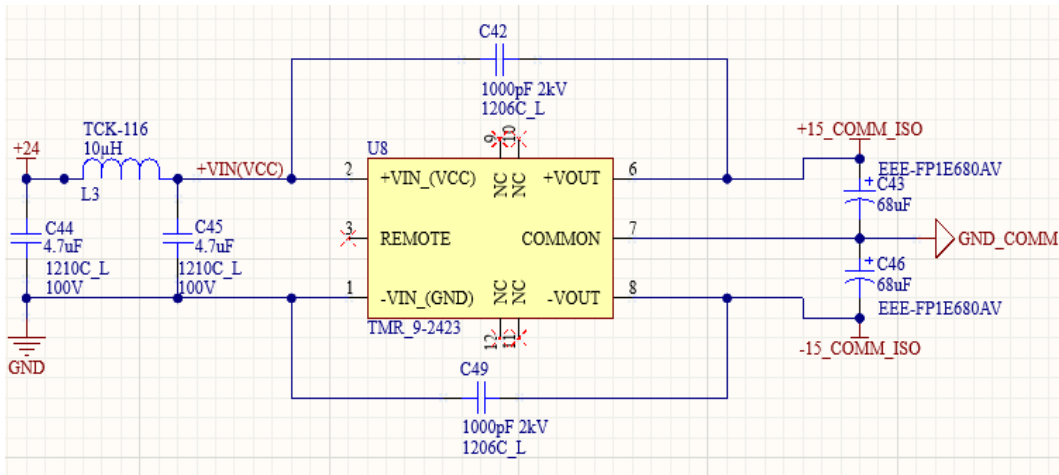 C42
1000pF 2kV
1206C_L
TCK-116
10µH
L3
+24
+VIN(VCC)
C44
4.7uF
1210C_L
100V
C45
4.7uF
1210C_L
100V
GND
U8
9
10
NC
NC
2
+VIN_(VCC)
+VOUT
6
3
REMOTE
COMMON
7
1
-VIN_(GND)
-VOUT
8
NC
NC
12
11
TMR_9-2423
+15_COMM_ISO
EEE-FP1E680AV
+
C43
68uF
GND_COMM
+
C46
68uF
EEE-FP1E680AV
-15_COMM_ISO
C49
1000pF 2kV
1206C_L